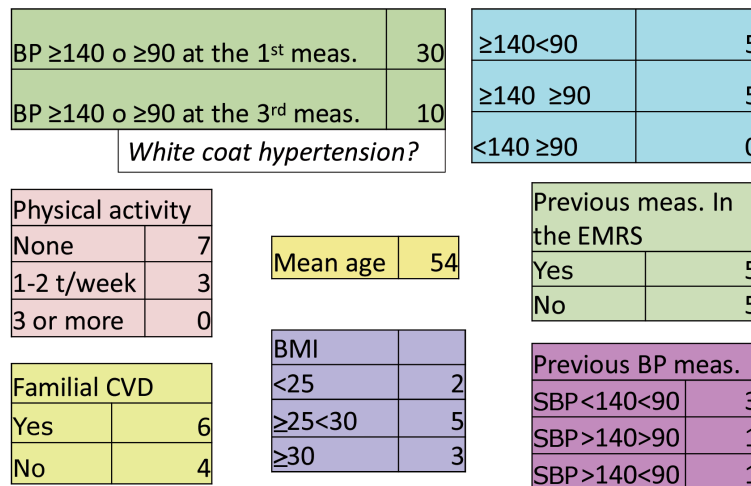 BP ≥140 o ≥90 at the 1st meas. 30
BP ≥140 o ≥90 at the 3rd meas. 10
White coat hypertension?
≥140<90 5
≥140 ≥90 5
<140 ≥90 0
Physical activity
None 7
1-2 t/week 3
3 or more 0
Mean age 54
Previous meas. In
the EMRS
Yes 5
No 5
Familial CVD
Yes 6
No 4
BMI
<25 2
≥25<30 5
≥30 3
Previous BP meas.
SBP<140<90 3
SBP>140>90 1
SBP>140<90 1